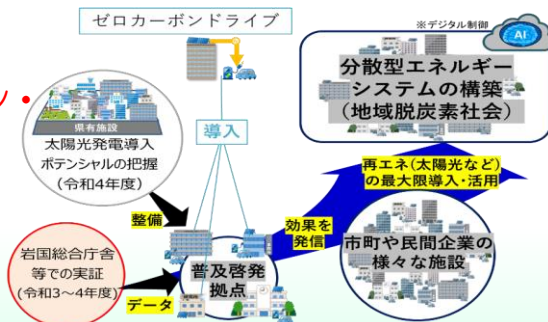 ゼロカーボンドライブ
※デジタル制御
AI
分散型エネルギー
システムの構築
(地域脱炭素社会)
県有施設
太陽光発電導入
ポテンシャルの把握
(令和4年度)
導入
再エネ(太陽光など)
の最大限導入・活用
整備
効果を
発信
市町や民間企業の
様々な施設
岩国総合庁舎
等での実証
(令和3~4年度)
データ
普及啓発
拠点